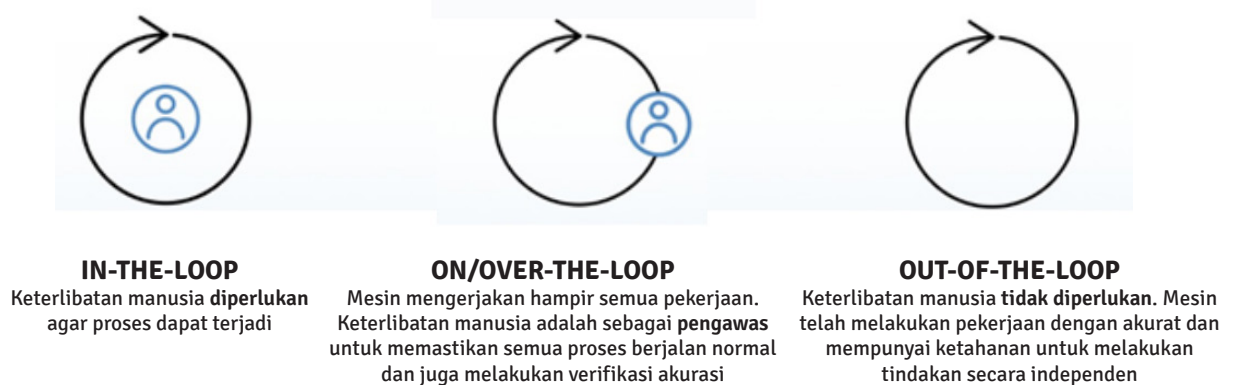 IN-THE-LOOP
Keterlibatan manusia diperlukan
agar proses dapat terjadi
ON/OVER-THE-LOOP
Mesin mengerjakan hampir semua pekerjaan.
Keterlibatan manusia adalah sebagai pengawas
untuk memastikan semua proses berjalan normal
dan juga melakukan verifikasi akurasi
OUT-OF-THE-LOOP
Keterlibatan manusia tidak diperlukan. Mesin
telah melakukan pekerjaan dengan akurat dan
mempunyai ketahanan untuk melakukan
tindakan secara independen